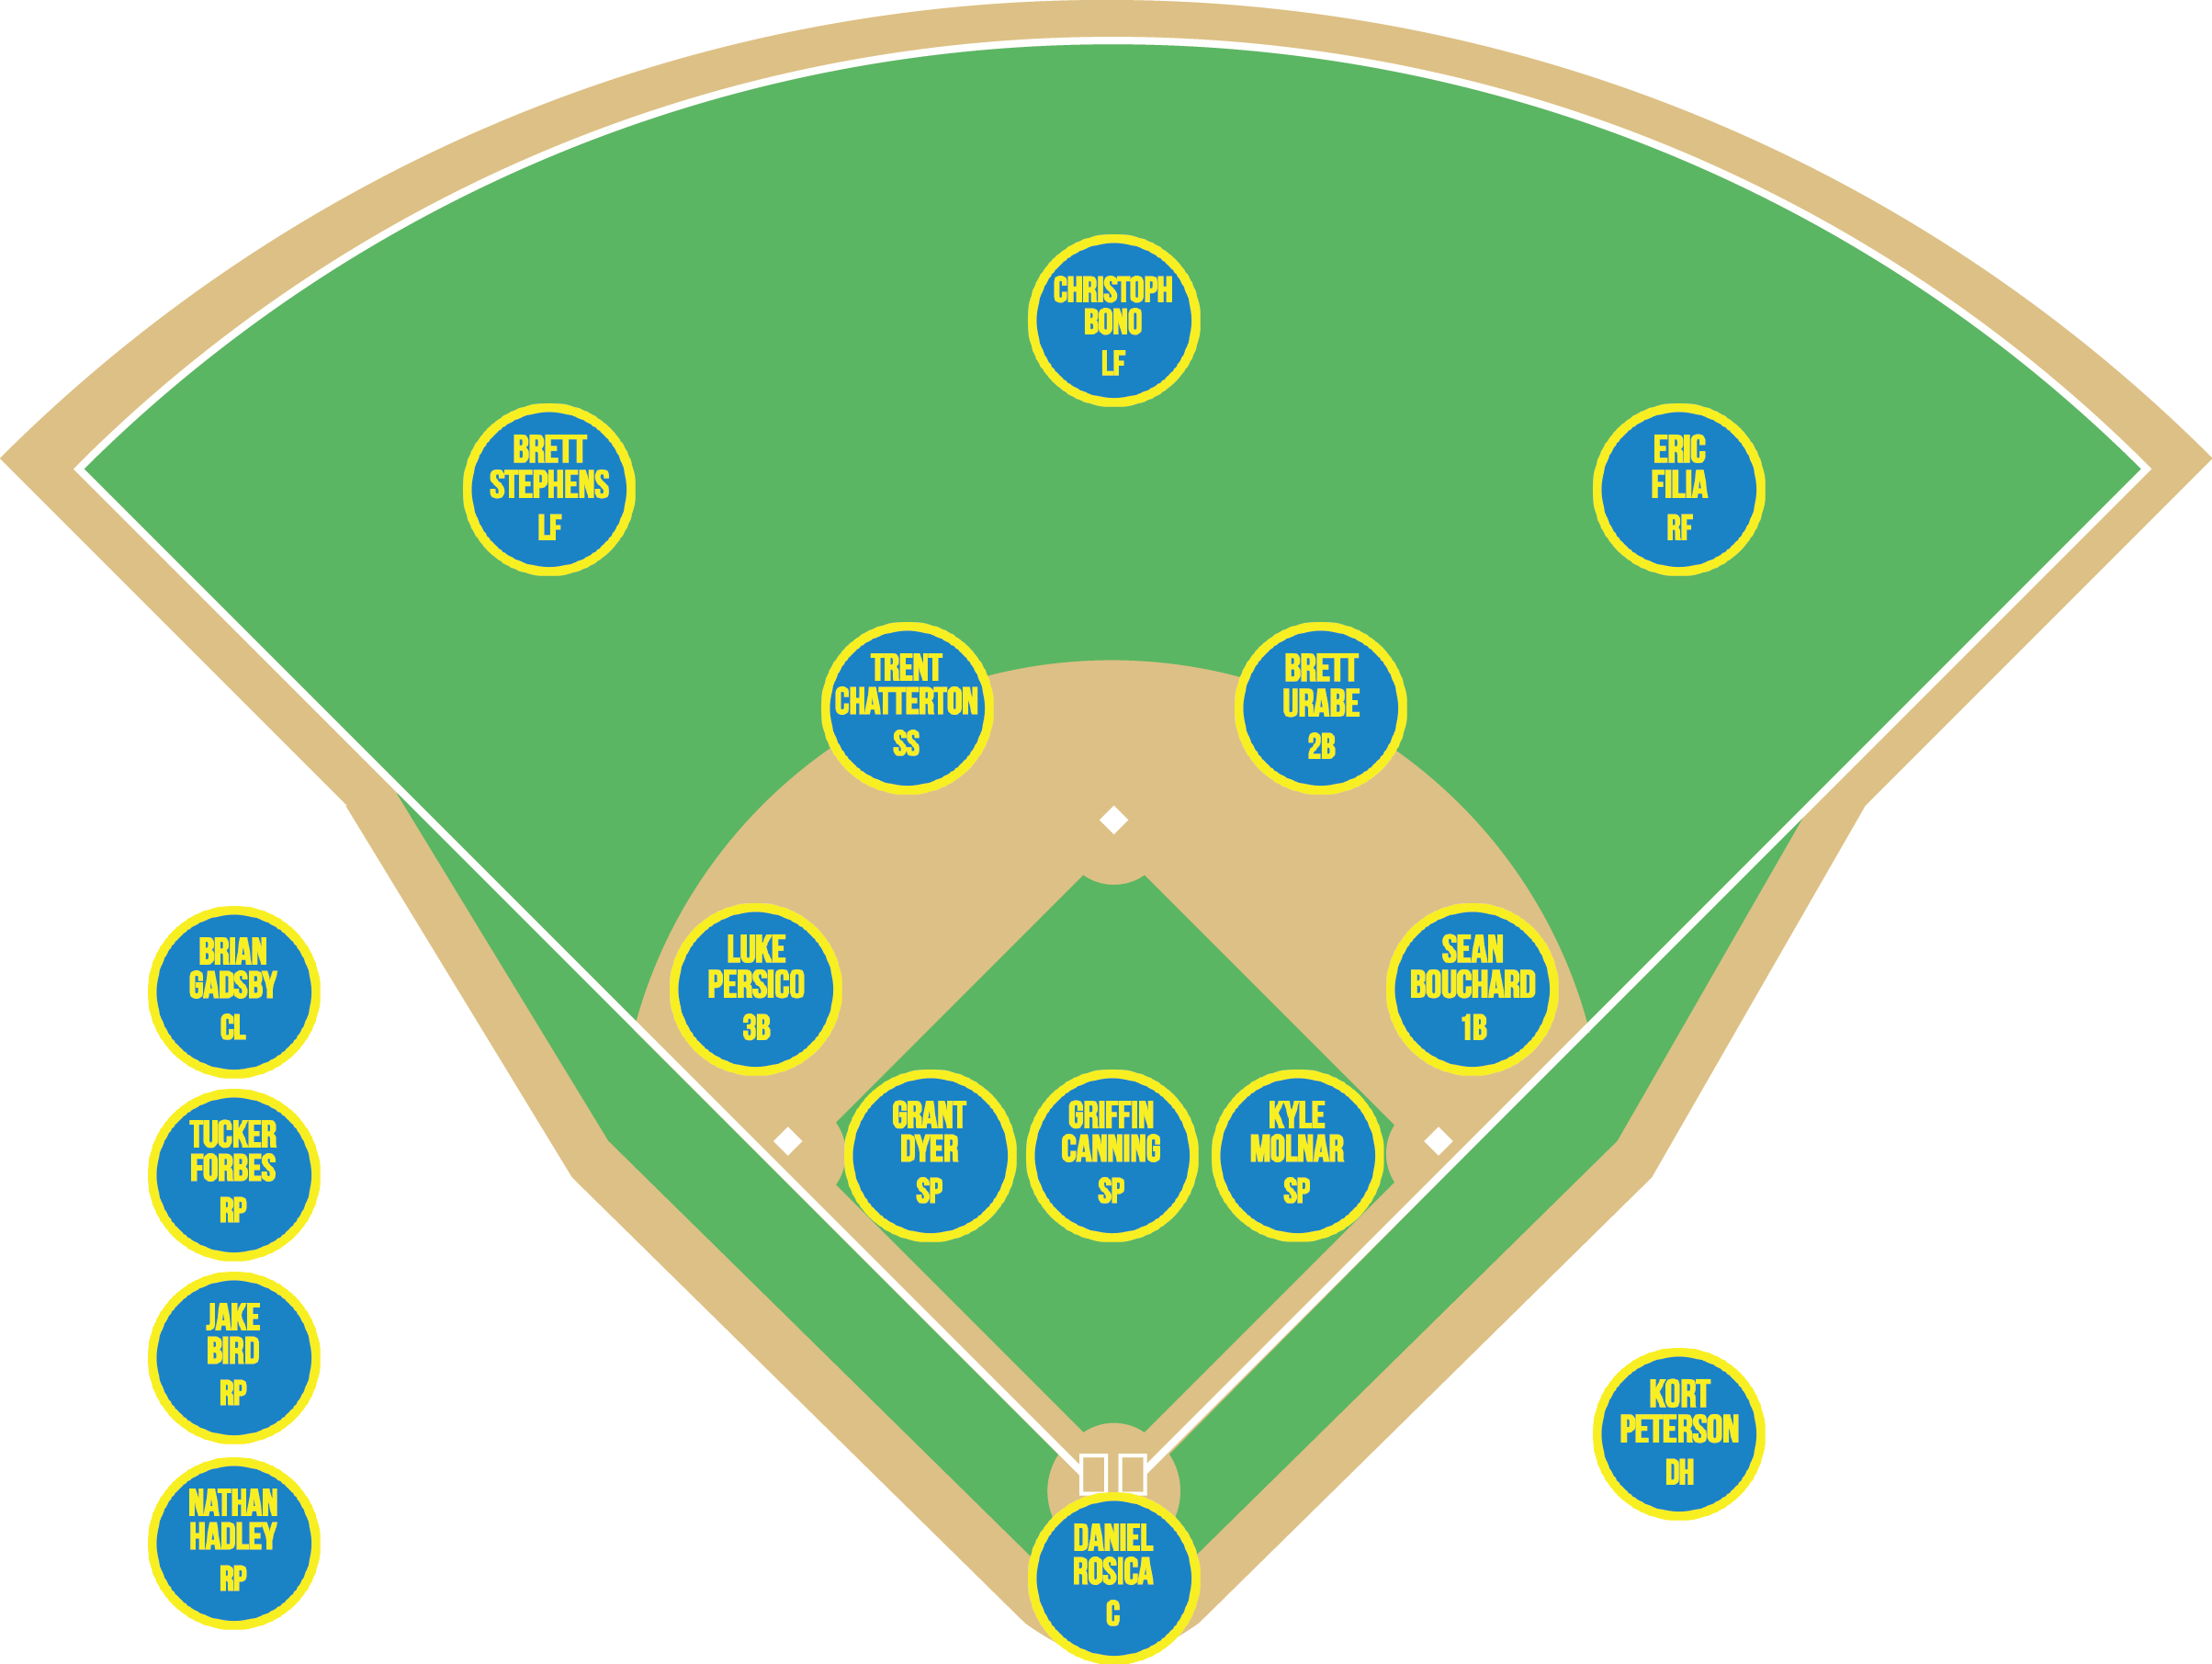 CHRISTOPH
BONO
LF
BRETT
STEPHENS
LF
ERIC
FILIA
RF
TRENT
CHATTERTON
SS
BRETT
URABE
2B
LUKE
PERSICO
3B
SEAN
BOUCHARD
1B
BRIAN
GADSBY
CL
GRANT
DYER
SP
GRIFFIN
CANNING
SP
KYLE
MOLNAR
SP
TUCKER
FORBES
RP
JAKE
BIRD
RP
KORT
PETERSON
DH
NATHAN
HADLEY
RP
DANIEL
ROSICA
C